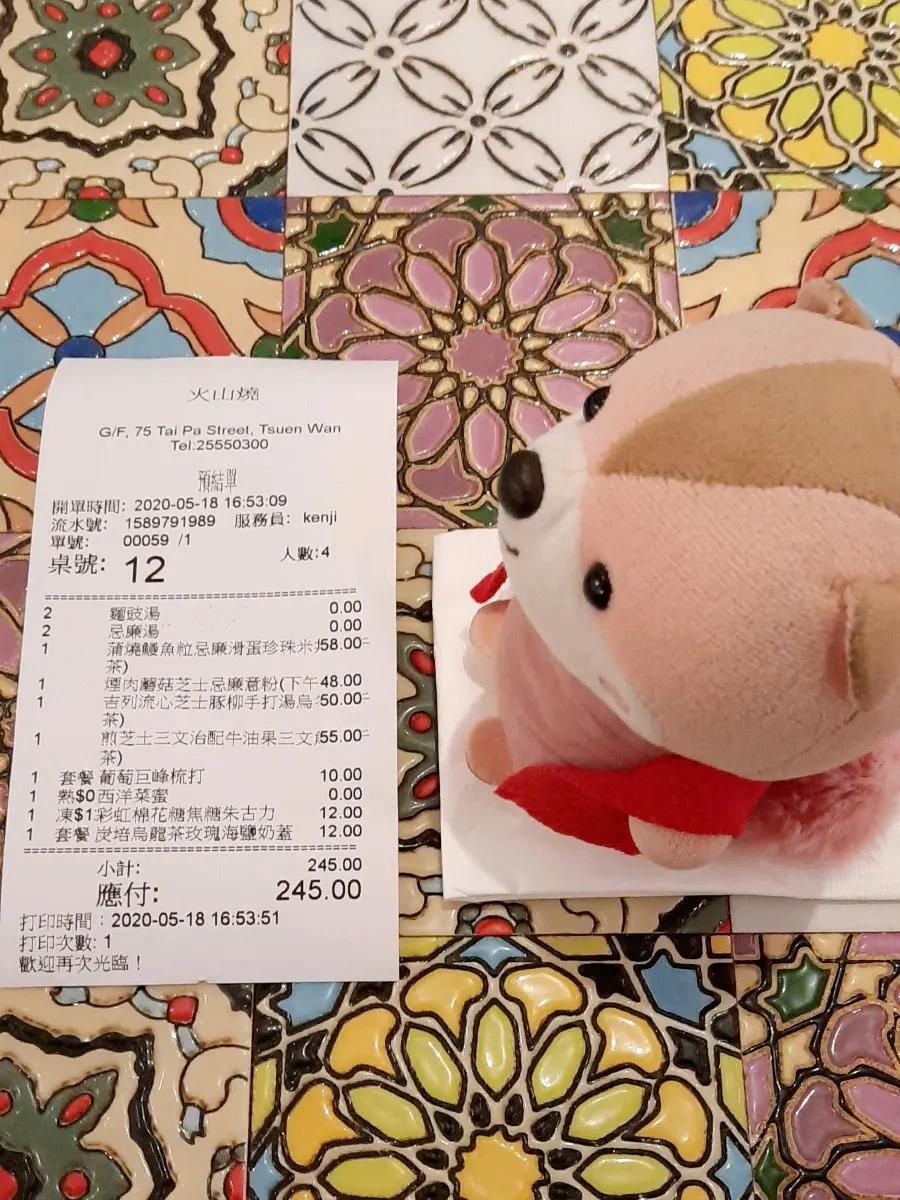 火山燒
G/F, 75 Tai Pa Street, Tsuen Wan
Tel:25550300
預結單
開單時間: 2020-05-18 16:53:09
流水號: 1589791989 服務員: kenji
單號: 00059 /1
桌號: 12 人數:4
2 麵豉湯 0.00
2 忌廉湯 0.00
1 蒲燒鰻魚粒忌廉滑蛋珍珠米 58.00
茶)
1 煙肉蘑菇芝士忌廉意粉(下午 48.00
1 吉列流心芝士豚柳手打湯烏 50.00
茶)
1 煎芝士三文治配牛油果三文 55.00
茶)
1 套餐 葡萄巨峰梳打 10.00
1 熱$0西洋菜蜜 0.00
1 凍$1彩虹棉花糖焦糖朱古力 12.00
1 套餐 炭培烏龍茶玫瑰海鹽奶蓋 12.00
小計: 245.00
應付: 245.00
打印時間：2020-05-18 16:53:51
打印次數: 1
歡迎再次光臨！